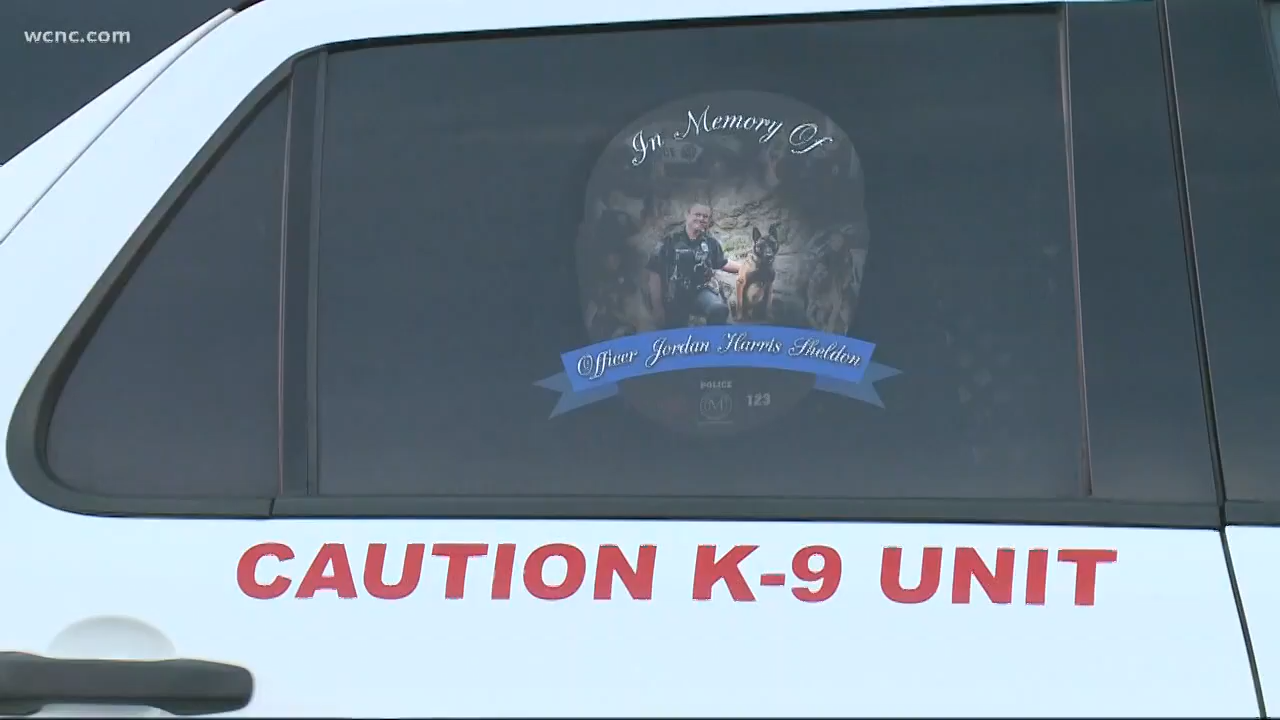 wcnc.com
In Memory Of
Officer Jordan Harris Sheldon
POLICE
M
123
CAUTION K-9 UNIT